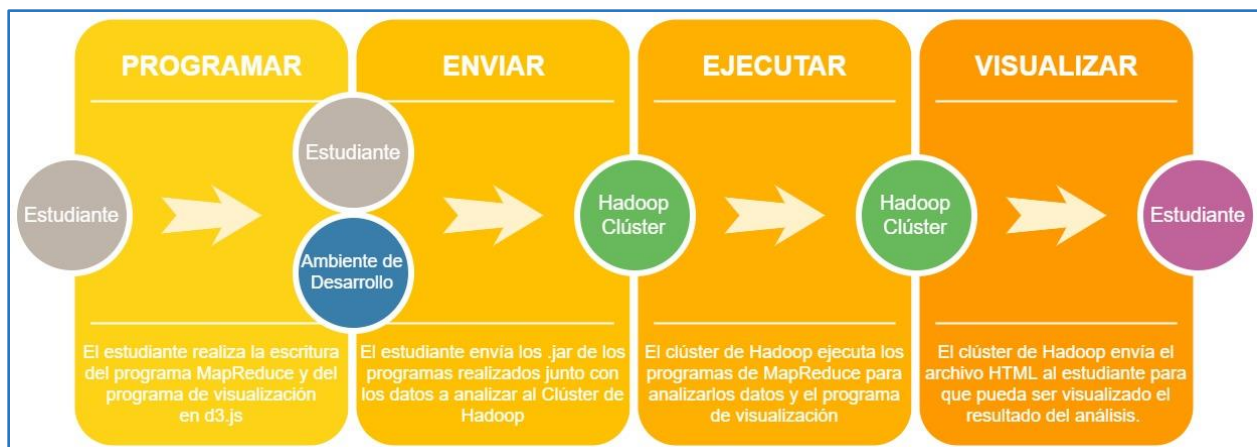 PROGRAMAR
ENVIAR
EJECUTAR
VISUALIZAR
Estudiante
Estudiante
Ambiente de
Desarrollo
Hadoop
Clúster
Hadoop
Clúster
Estudiante
El estudiante realiza la escritura
del programa MapReduce y del
programa de visualización
en d3.js
El estudiante envía los .jar de los
programas realizados junto con
los datos a analizar al Clúster de
Hadoop
El clúster de Hadoop ejecuta los
programas de MapReduce para
analizarlos datos y el programa
de visualización
El clúster de Hadoop envía el
archivo HTML al estudiante para
que pueda ser visualizado el
resultado del análisis.